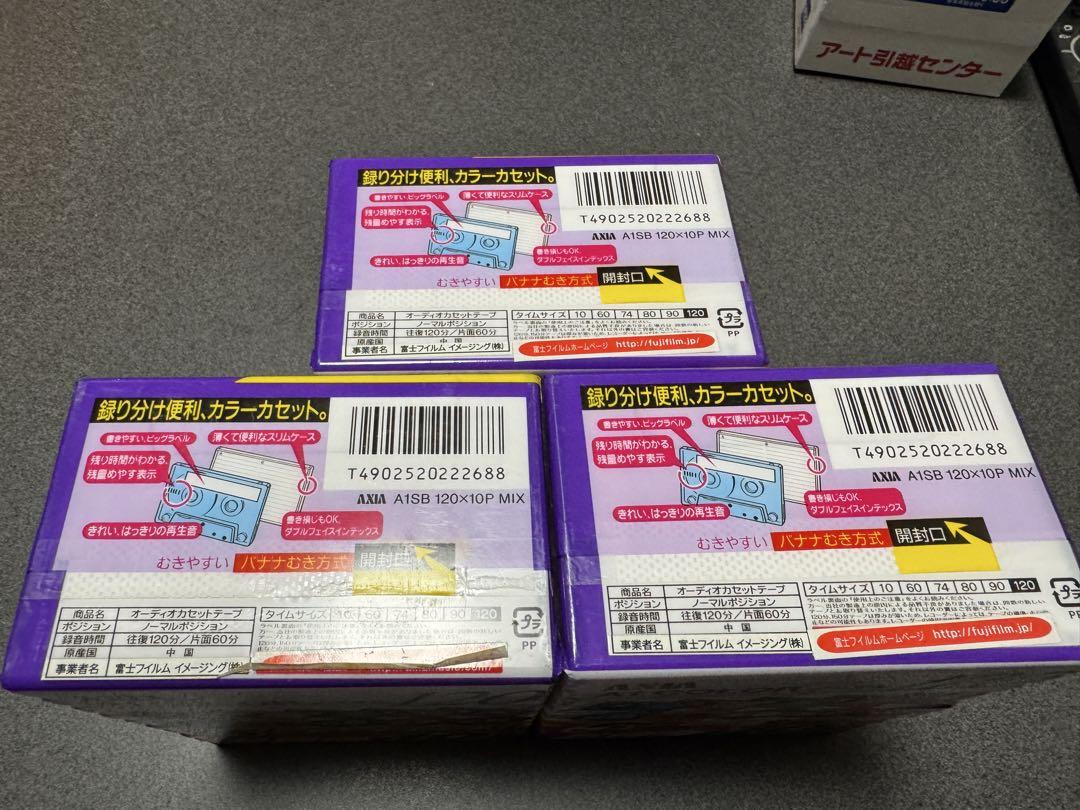 アート引越センター
録り分け便利、カラーカセット。
書きやすい、ビッグラベル
薄くて便利なスリムケース
残り時間がわかる、
残量めやす表示
きれい、はっきりの再生音
書き損じもOK、
ダブルフェイスインデックス
T4902520222688
AXIA A1SB 120×10P MIX
むきやすい バナナむき方式 開封口
商品名 オーディオカセットテープ
ポジション ノーマルポジション
録音時間 往復120分/片面60分
原産国 中国
事業者名 富士フイルム イメージング(株)
タイムサイズ 10 60 74 80 90 120
富士フイルムホームページ http://fujifilm.jp/
プラ
PP
録り分け便利、カラーカセット。
書きやすい、ビッグラベル
薄くて便利なスリムケース
残り時間がわかる、
残量めやす表示
きれい、はっきりの再生音
書き損じもOK、
ダブルフェイスインデックス
T4902520222688
AXIA A1SB 120×10P MIX
むきやすい バナナむき方式 開封口
商品名 オーディオカセットテープ
ポジション ノーマルポジション
録音時間 往復120分/片面60分
原産国 中国
事業者名 富士フイルム イメージング(株)
タイムサイズ 74 90 120
プラ
PP
録り分け便利、カラーカセット。
書きやすい、ビッグラベル
薄くて便利なスリムケース
残り時間がわかる、
残量めやす表示
きれい、はっきりの再生音
書き損じもOK、
ダブルフェイスインデックス
T4902520222688
AXIA A1SB 120×10P MIX
むきやすい バナナむき方式 開封口
商品名 オーディオカセットテープ
ポジション ノーマルポジション
録音時間 往復120分/片面60分
原産国 中国
事業者名 富士フイルム イメージング(株)
タイムサイズ 10 60 74 80 90 120
富士フイルムホームページ http://fujifilm.jp/
プラ
PP